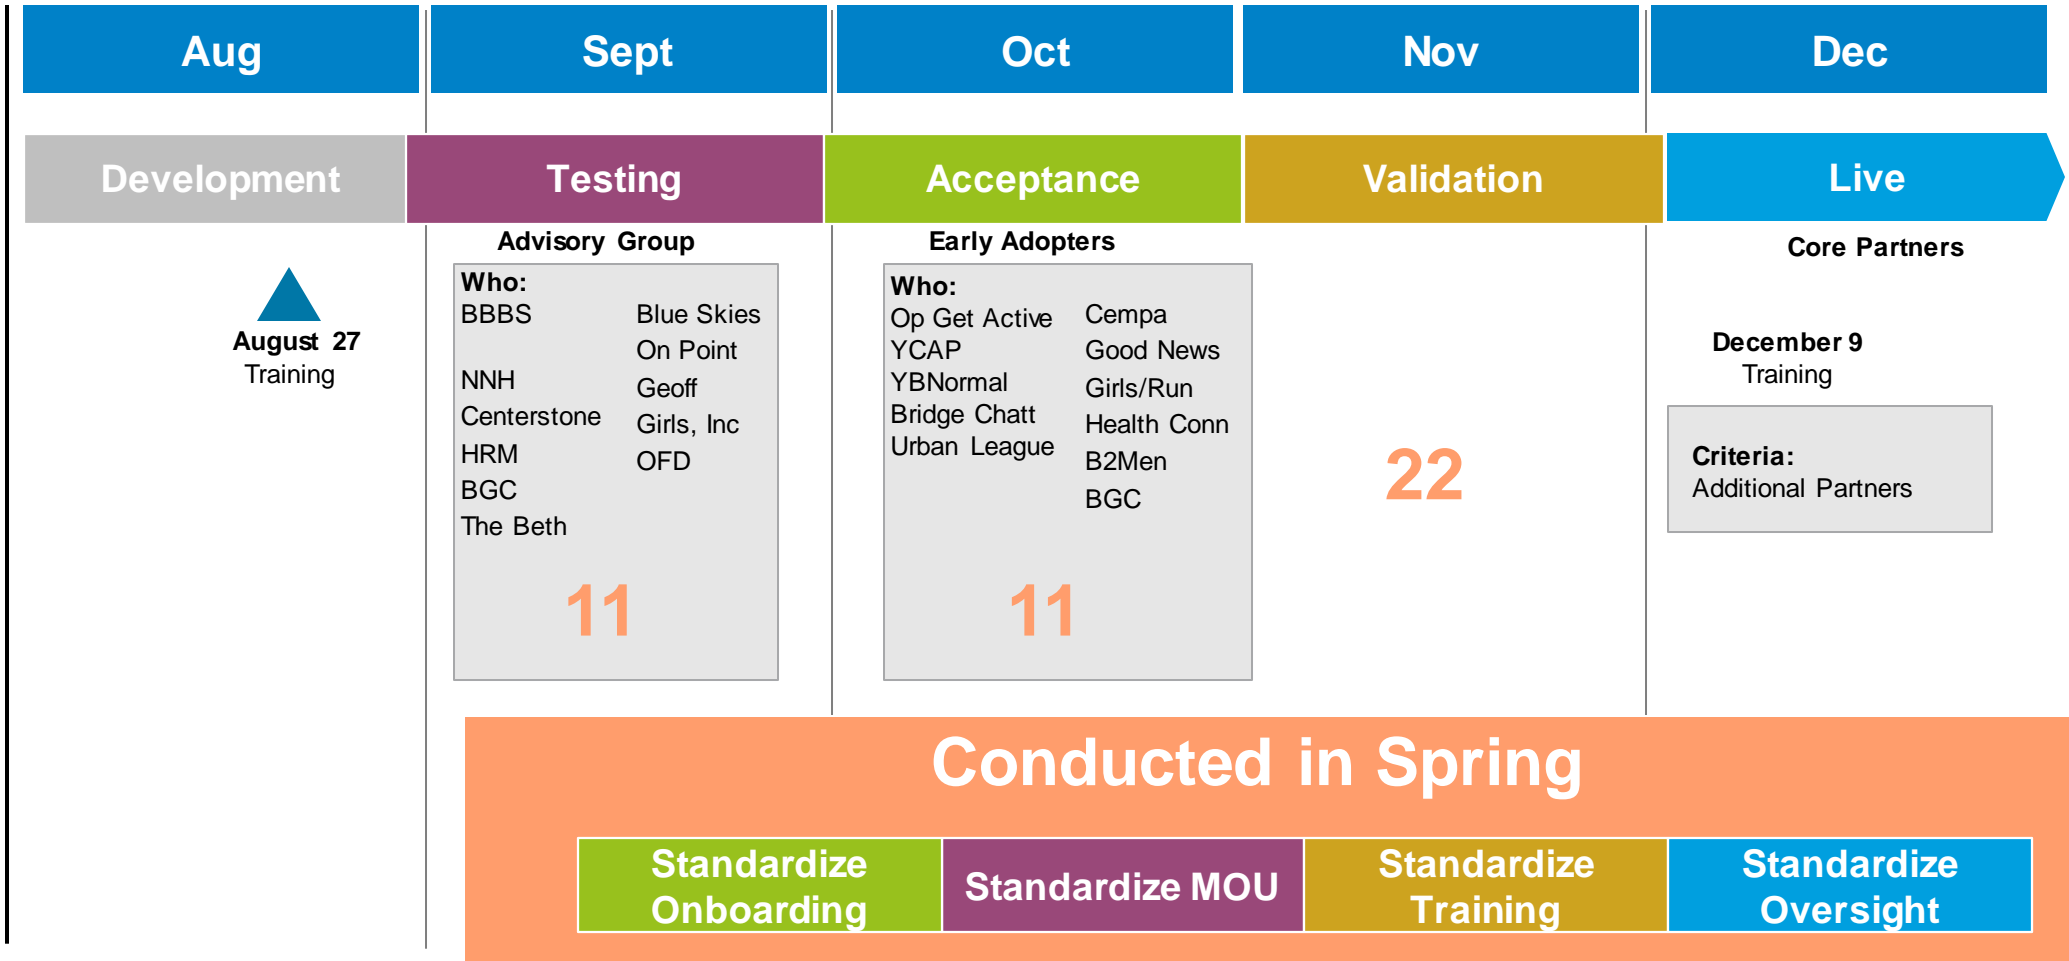 Aug
Sept
Oct
Nov
Dec
Development
Testing
Acceptance
Validation
Live
August 27
Training
Advisory Group
Who:
BBBS
NNH
Centerstone
HRM
BGC
The Beth
Blue Skies
On Point
Geoff
Girls, Inc
OFD
11
Early Adopters
Who:
Op Get Active
YCAP
YBNormal
Bridge Chatt
Urban League
Cempa
Good News
Girls/Run
Health Conn
B2Men
BGC
11
22
Core Partners
December 9
Training
Criteria:
Additional Partners
Conducted in Spring
Standardize
Onboarding
Standardize MOU
Standardize
Training
Standardize
Oversight